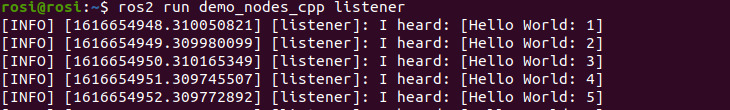 rosi@rosi:~$ ros2 run demo_nodes_cpp listener
[INFO] [1616654948.310050821] [listener]: I heard: [Hello World: 1]
[INFO] [1616654949.309980099] [listener]: I heard: [Hello World: 2]
[INFO] [1616654950.310165349] [listener]: I heard: [Hello World: 3]
[INFO] [1616654951.309745507] [listener]: I heard: [Hello World: 4]
[INFO] [1616654952.309772892] [listener]: I heard: [Hello World: 5]